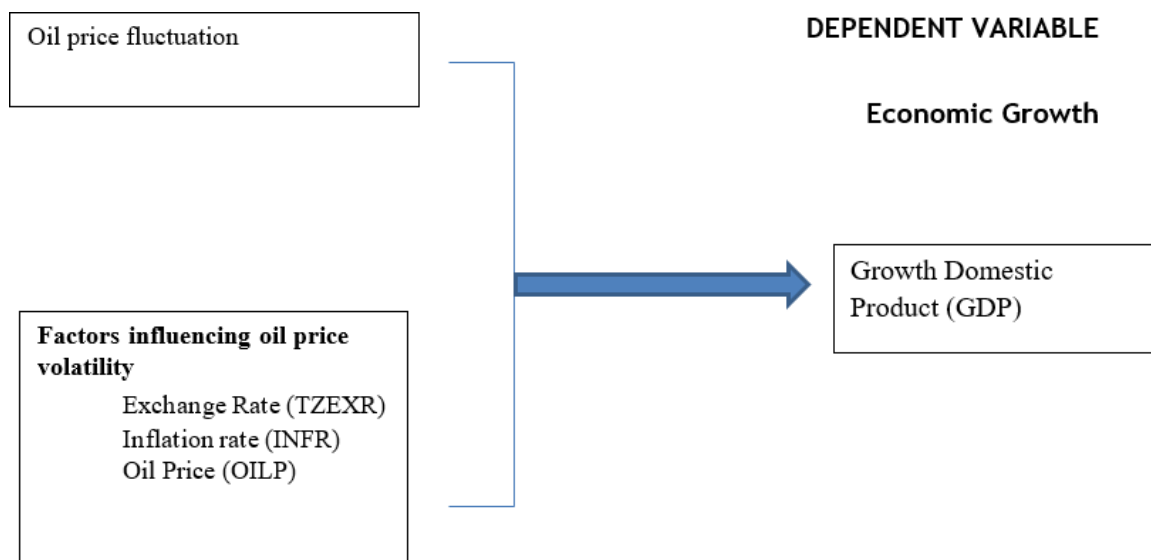 Oil price fluctuation
DEPENDENT VARIABLE
Economic Growth
Growth Domestic
Product (GDP)
Factors influencing oil price
volatility
Exchange Rate (TZEXR)
Inflation rate (INFR)
Oil Price (OILP)